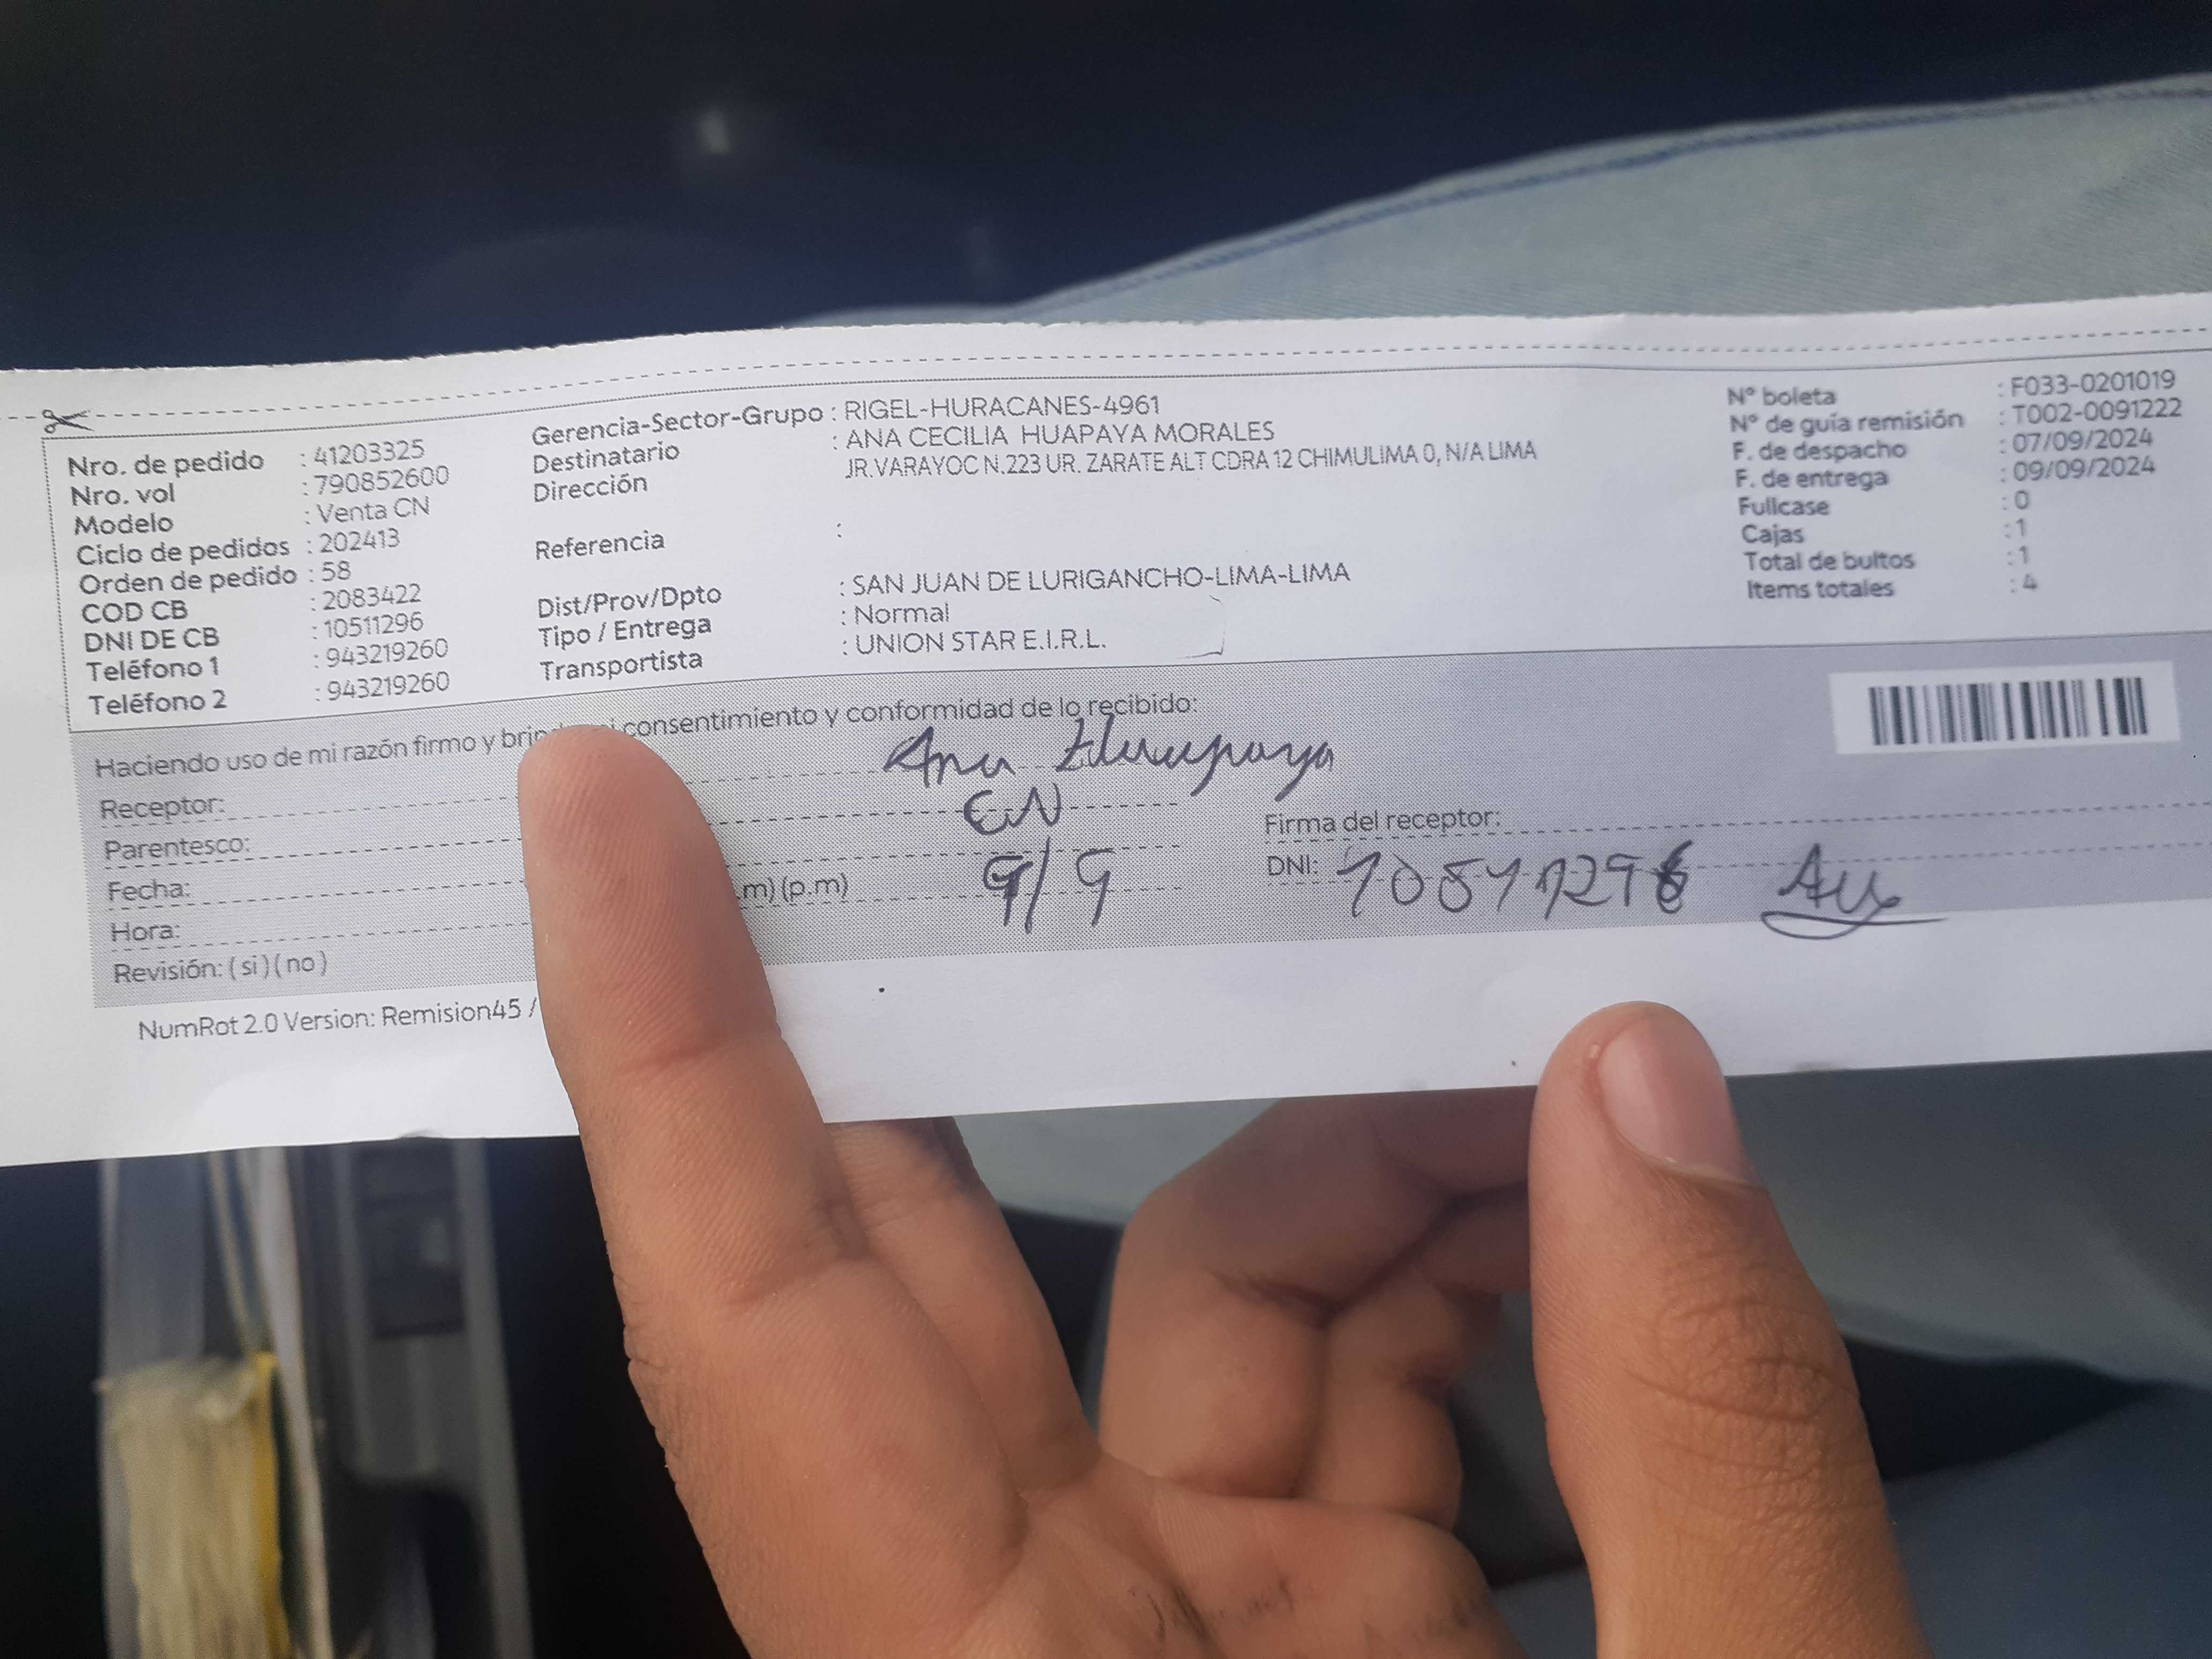 Nro. de pedido : 41203325
Nro. vol : 790852600
Modelo : Venta CN
Ciclo de pedidos : 202413
Orden de pedido : 58
COD CB : 2083422
DNI DE CB : 10511296
Teléfono 1 : 943219260
Teléfono 2 : 943219260
Gerencia-Sector-Grupo : RIGEL-HURACANES-4961
Destinatario : ANA CECILIA HUAPAYA MORALES
Dirección JR.VARAYOC N.223 UR. ZARATE ALT CDRA 12 CHIMULIMA 0, N/A LIMA
Referencia :
Dist/Prov/Dpto : SAN JUAN DE LURIGANCHO-LIMA-LIMA
Tipo / Entrega : Normal
Transportista : UNION STAR E.I.R.L.
Nº boleta : F033-0201019
Nº de guía remisión : T002-0091222
F. de despacho : 07/09/2024
F. de entrega : 09/09/2024
Fullcase : 0
Cajas : 1
Total de bultos : 1
Items totales : 4
Haciendo uso de mi razón firmo y consentimiento y conformidad de lo recibido:
Receptor: Ana Huapaya
Parentesco: CN
Fecha: 9/9
Hora: m) (p.m)
Revisión: ( si ) ( no )
Firma del receptor:
DNI: 10511296
NumRot 2.0 Version: Remision45 /